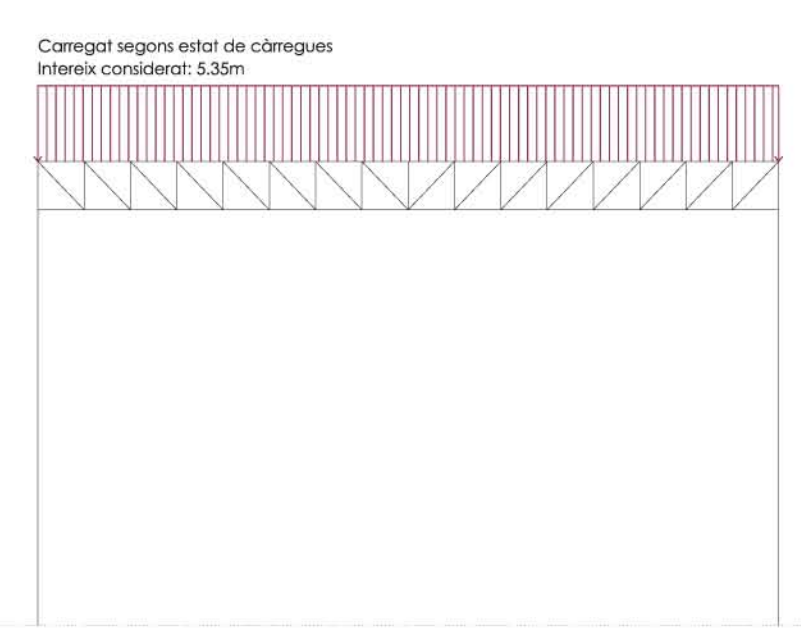 Carregat segons estat de càrregues
Intereix considerat: 5.35m